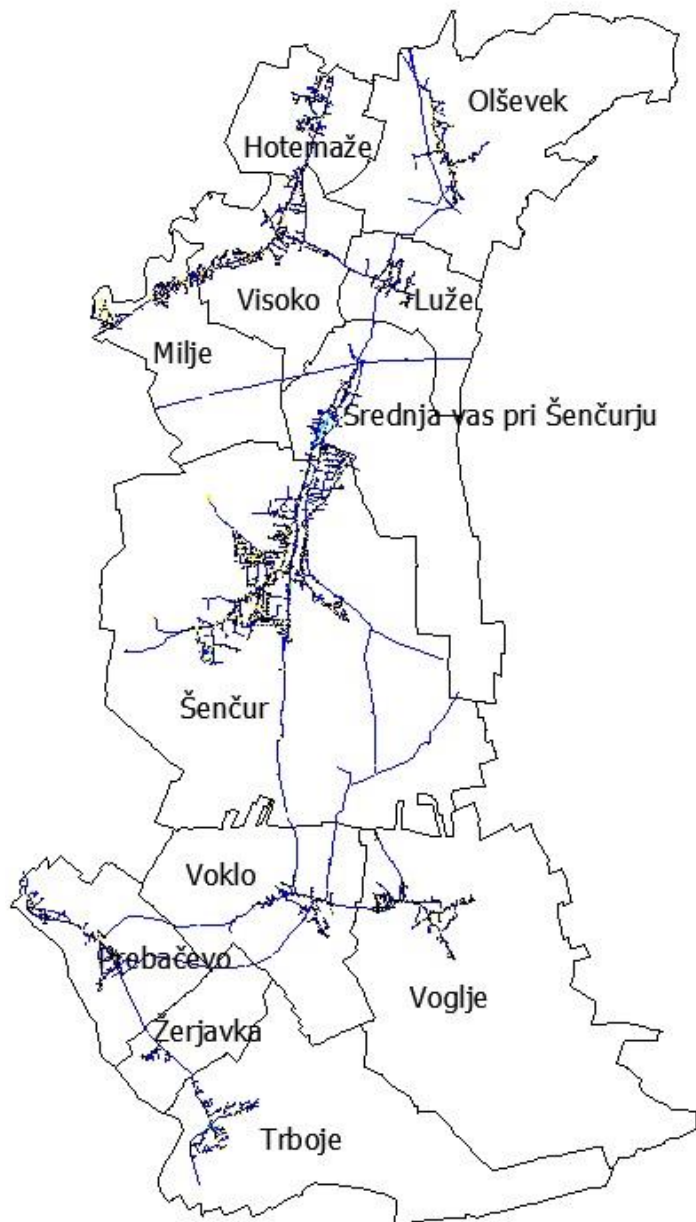 Olševek
Hotemaže
Visoko
Luže
Milje
Srednja vas pri Šenčurju
Šenčur
Voklo
Prebačevo
Voglje
Žerjavka
Trboje